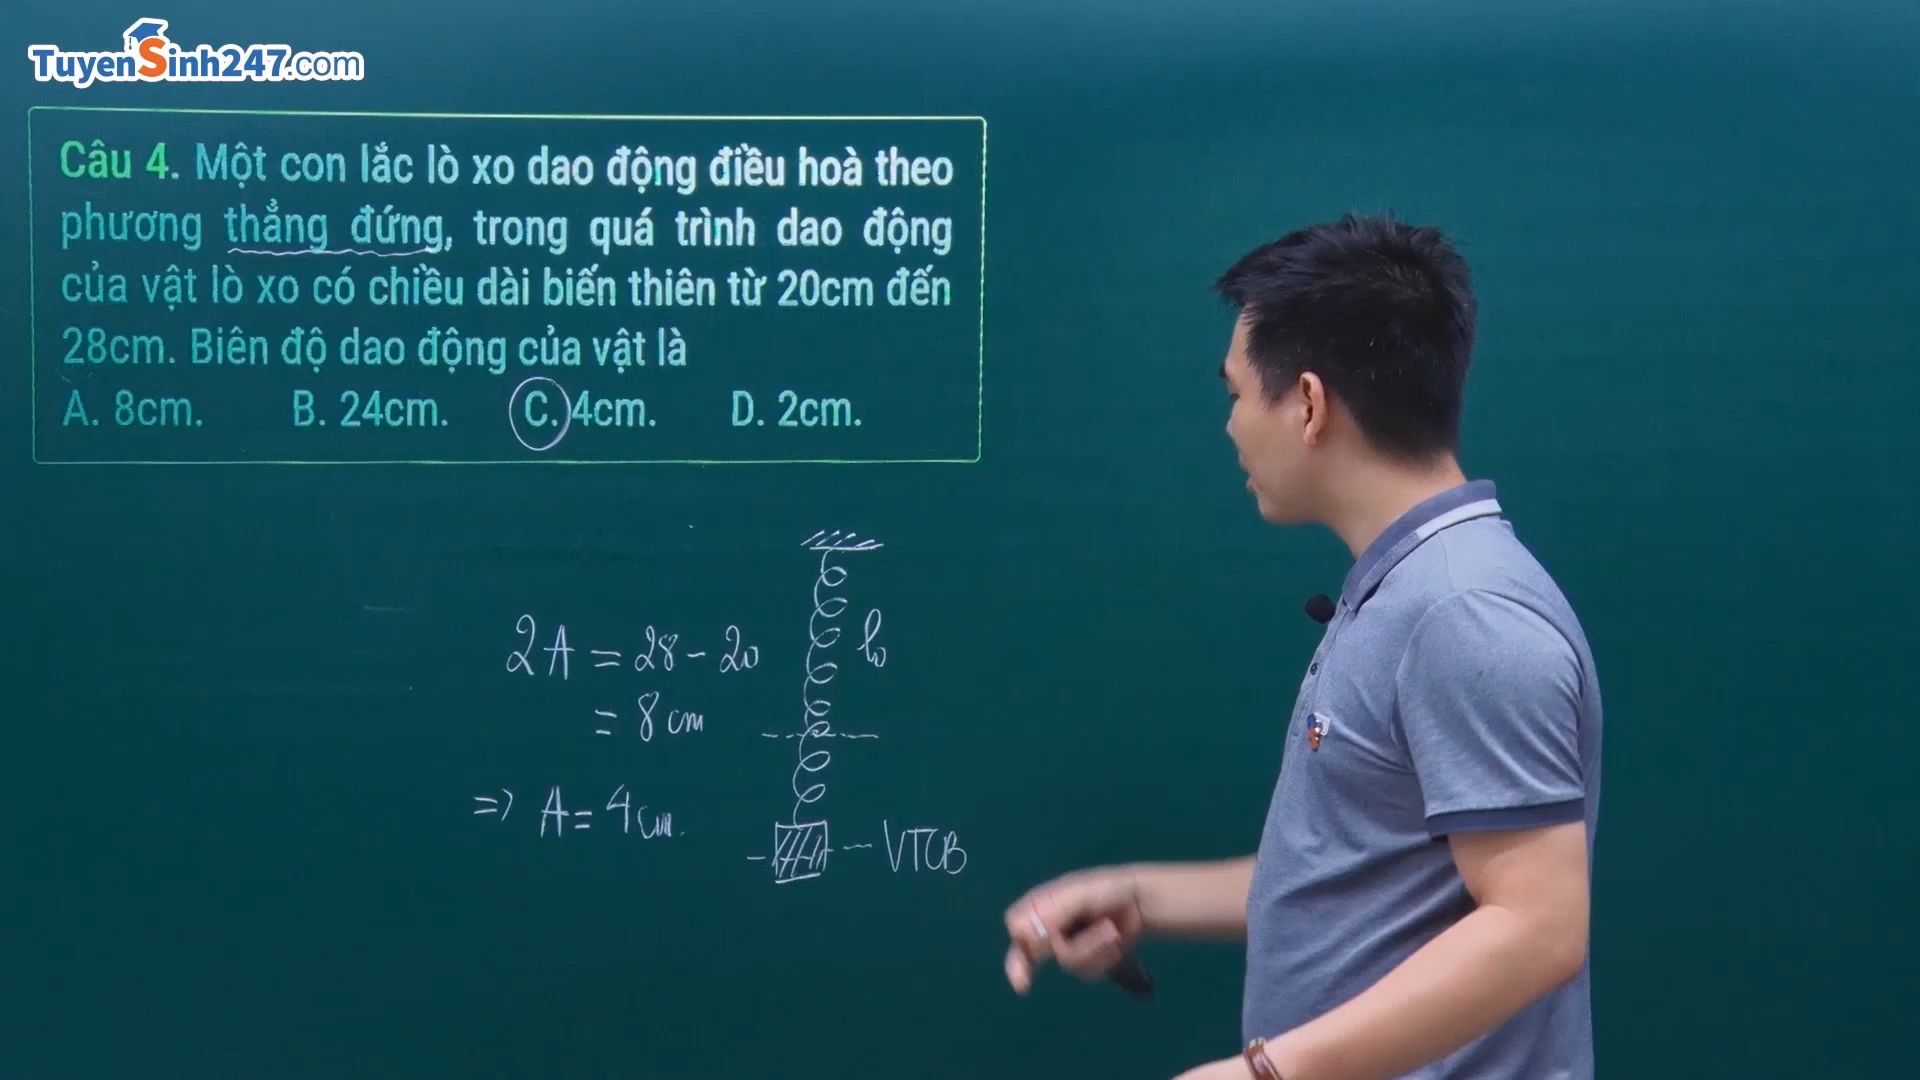 TuyenSinh247.com
Câu 4. Một con lắc lò xo dao động điều hoà theo
phương thẳng đứng, trong quá trình dao động
của vật lò xo có chiều dài biến thiên từ 20cm đến
28cm. Biên độ dao động của vật là
A. 8cm. B. 24cm. C. 4cm. D. 2cm.
2A = 28 - 20
= 8 cm
=> A = 4 cm.
l0
VTCB